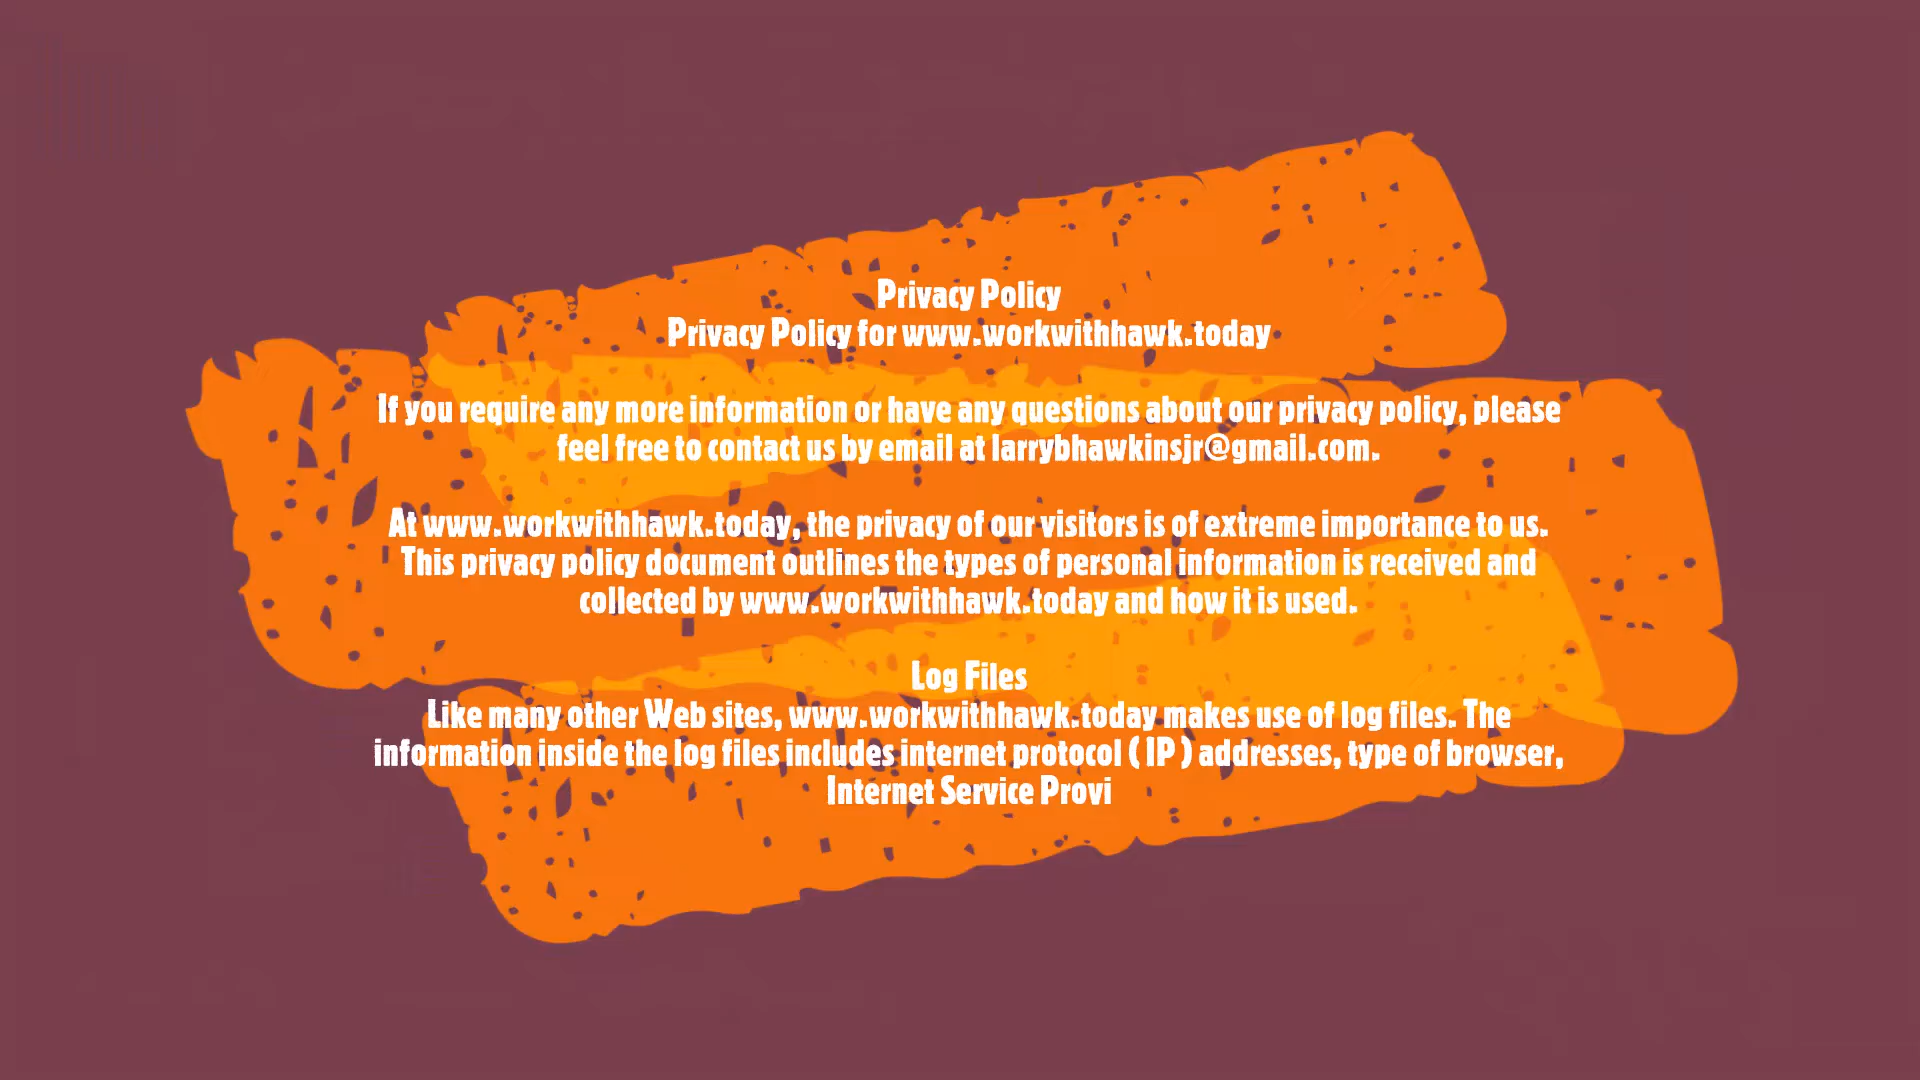 Privacy Policy
Privacy Policy for www.workwithhawk.today
If you require any more information or have any questions about our privacy policy, please
feel free to contact us by email at larrybhawkinsjr@gmail.com.
At www.workwithhawk.today, the privacy of our visitors is of extreme importance to us.
This privacy policy document outlines the types of personal information is received and
collected by www.workwithhawk.today and how it is used.
Log Files
Like many other Web sites, www.workwithhawk.today makes use of log files. The
information inside the log files includes internet protocol ( IP ) addresses, type of browser,
Internet Service Provi